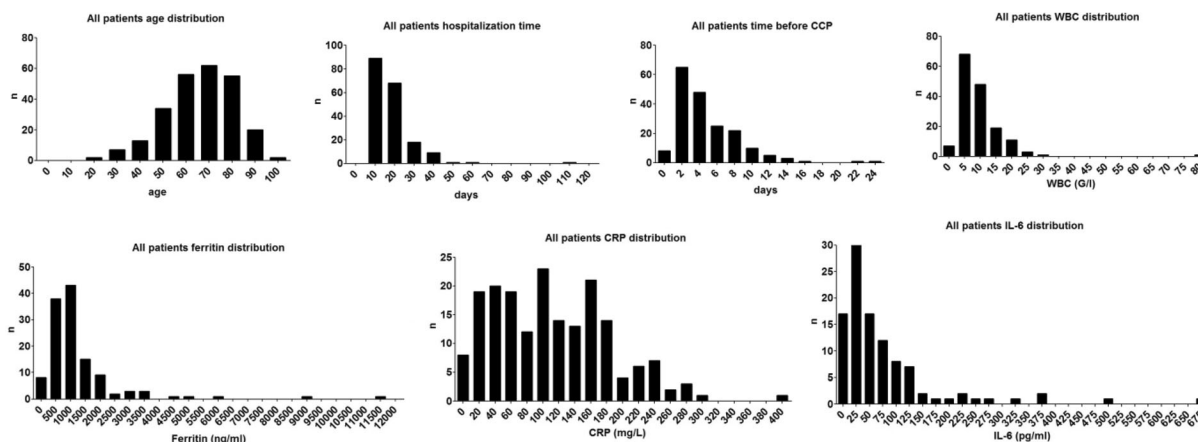 All patients age distribution
80
60
40
20
0
n
0 10 20 30 40 50 60 70 80 90 100
age
All patients hospitalization time
100
80
60
40
20
0
n
0 10 20 30 40 50 60 70 80 90 100 110 120
days
All patients time before CCP
80
60
40
20
0
n
0 2 4 6 8 10 12 14 16 18 20 22 24
days
All patients WBC distribution
80
60
40
20
0
n
0 5 10 15 20 25 30 35 40 45 50 55 60 65 70 75 80
WBC (G/l)
All patients ferritin distribution
50
40
30
20
10
0
n
0 500 1000 1500 2000 2500 3000 3500 4000 4500 5000 5500 6000 6500 7000 7500 8000 8500 9000 9500 10000 10500 11000 11500 12000
Ferritin (ng/ml)
All patients CRP distribution
25
20
15
10
5
0
n
0 20 40 60 80 100 120 140 160 180 200 220 240 260 280 300 320 340 360 380 400
CRP (mg/L)
All patients IL-6 distribution
30
25
20
15
10
5
0
n
0 25 50 75 100 125 150 175 200 225 250 275 300 325 350 375 400 425 450 475 500 525 550 575 600 625 650 675
IL-6 (pg/ml)